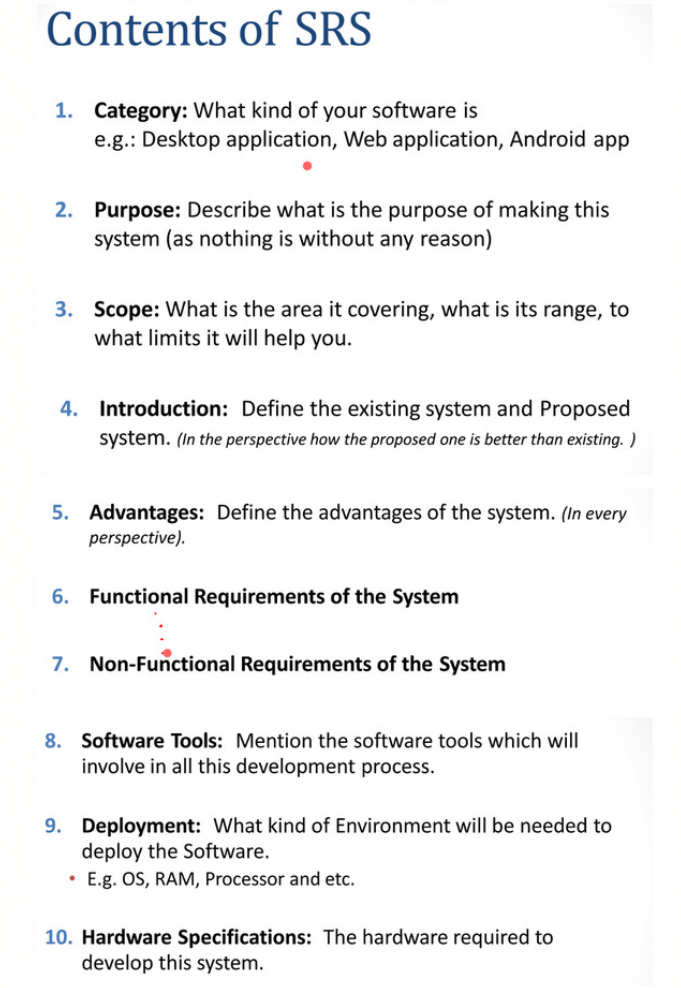 Contents of SRS
1. Category: What kind of your software is
e.g.: Desktop application, Web application, Android app
2. Purpose: Describe what is the purpose of making this
system (as nothing is without any reason)
3. Scope: What is the area it covering, what is its range, to
what limits it will help you.
4. Introduction: Define the existing system and Proposed
system. (In the perspective how the proposed one is better than existing. )
5. Advantages: Define the advantages of the system. (In every
perspective).
6. Functional Requirements of the System
7. Non-Functional Requirements of the System
8. Software Tools: Mention the software tools which will
involve in all this development process.
9. Deployment: What kind of Environment will be needed to
deploy the Software.
• E.g. OS, RAM, Processor and etc.
10. Hardware Specifications: The hardware required to
develop this system.